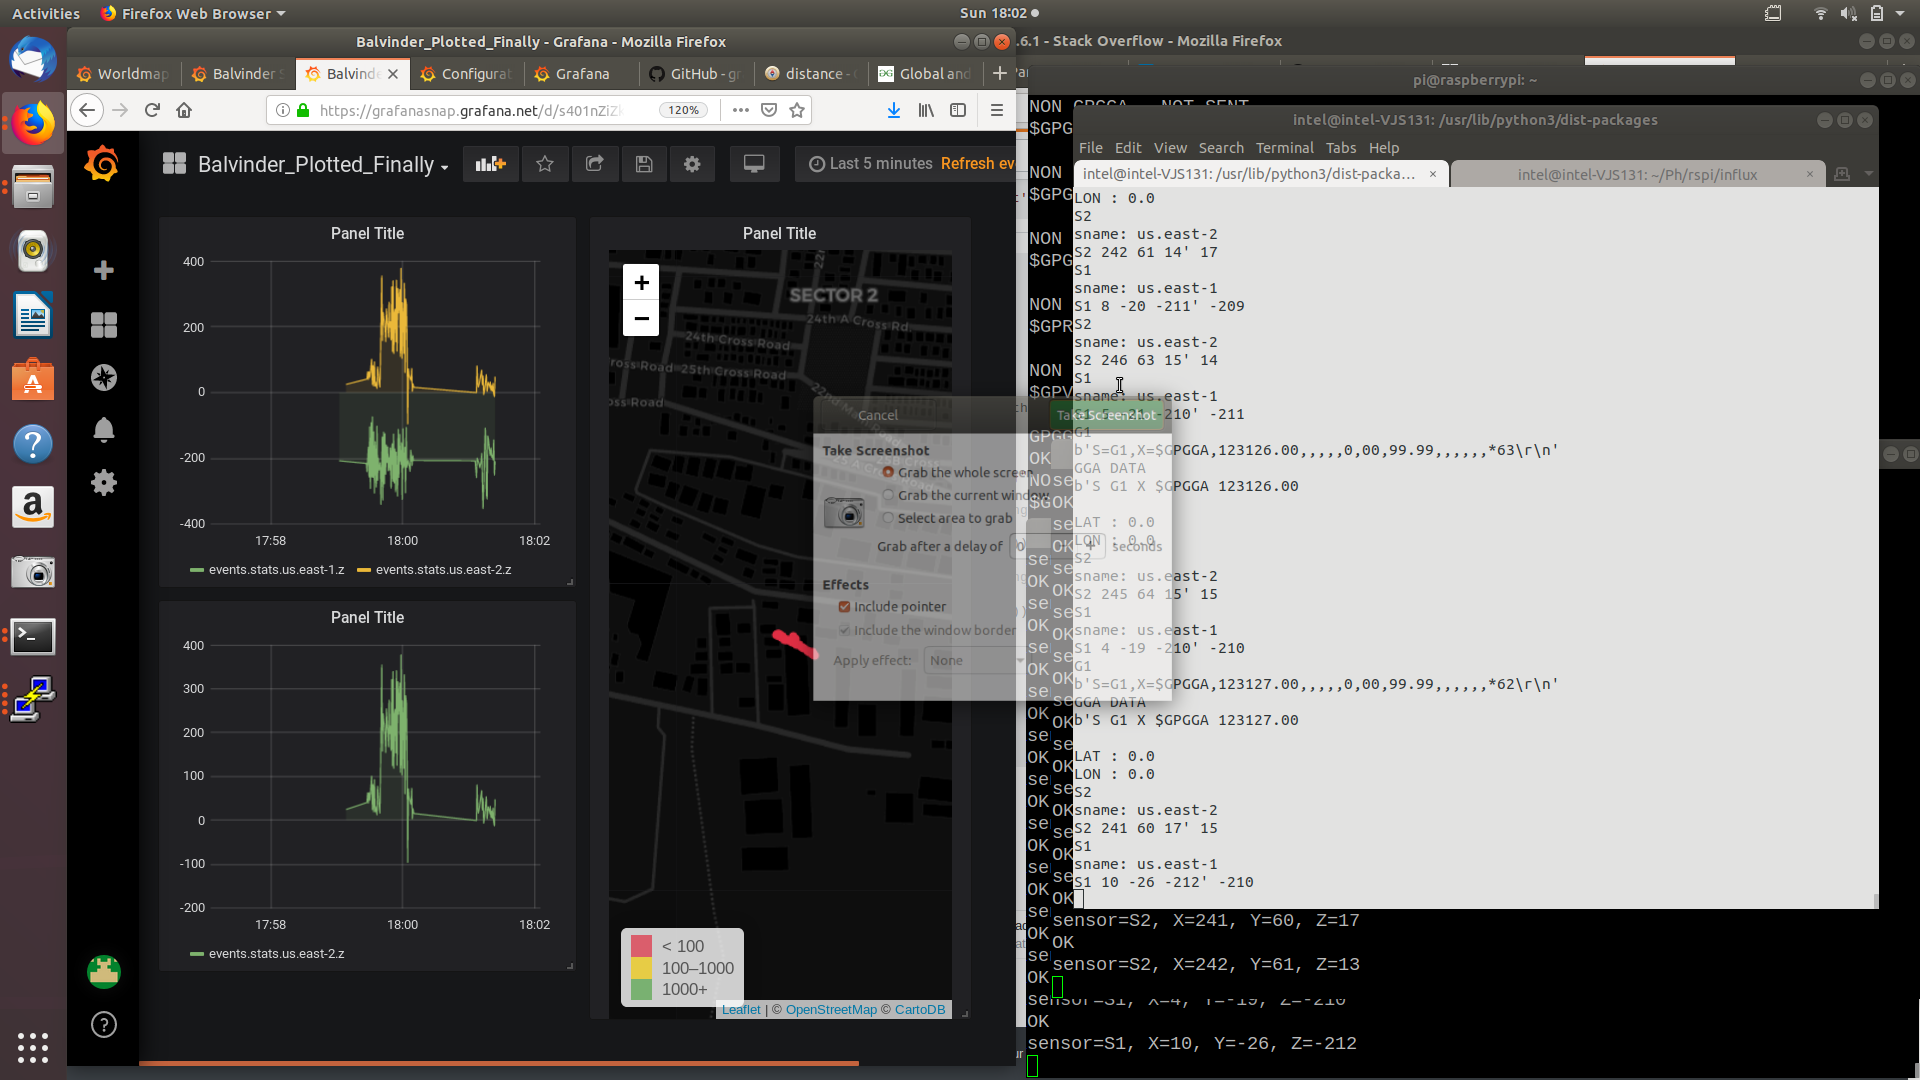 Activities
Firefox Web Browser
Sun 18:02
Balvinder_Plotted_Finally - Grafana - Mozilla Firefox
.6.1 - Stack Overflow - Mozilla Firefox
Worldmap
Balvinder
Balvinde
Configurat
Grafana
GitHub - g
distance -
Global and
https://grafanasnap.grafana.net/d/s401nZiZ
120%
Balvinder_Plotted_Finally
Last 5 minutes
Refresh ev
Panel Title
400
200
0
-200
-400
17:58
18:00
18:02
events.stats.us.east-1.z
events.stats.us.east-2.z
Panel Title
400
300
200
100
0
-100
-200
17:58
18:00
18:02
events.stats.us.east-2.z
Panel Title
+
−
SECTOR 2
24th A Cross Rd.
24th Cross Road
ross Road
25th Cross Road
oss Road
< 100
100–1000
1000+
Leaflet | © OpenStreetMap © CartoDB
Cancel
Take Screenshot
Take Screenshot
Grab the whole screen
Grab the current window
Select area to grab
Grab after a delay of
0
+
seconds
Effects
Include pointer
Include the window border
Apply effect:
None
pi@raspberrypi: ~
NON GPGGA NOT SENT
$GPG
NON
$GPG
NON
$GPG
NON
$GPR
NON
$GPV
intel@intel-VJS131: /usr/lib/python3/dist-packages
File Edit View Search Terminal Tabs Help
intel@intel-VJS131: /usr/lib/python3/dist-packa...
intel@intel-VJS131: ~/Ph/rspi/influx
LON : 0.0
S2
sname: us.east-2
S2 242 61 14' 17
S1
sname: us.east-1
S1 8 -20 -211' -209
S2
sname: us.east-2
S2 246 63 15' 14
S1
sname: us.east-1
-210' -211
G1
b'S=G1,X=$GPGGA,123126.00,,,,,0,00,99.99,,,,,,*63\r\n'
GGA DATA
b'S G1 X $GPGGA 123126.00
LAT : 0.0
LON : 0.0
S2
sname: us.east-2
S2 245 64 15' 15
S1
sname: us.east-1
S1 4 -19 -210' -210
G1
b'S=G1,X=$GPGGA,123127.00,,,,,0,00,99.99,,,,,,*62\r\n'
GGA DATA
b'S G1 X $GPGGA 123127.00
LAT : 0.0
LON : 0.0
S2
sname: us.east-2
S2 241 60 17' 15
S1
sname: us.east-1
S1 10 -26 -212' -210
sensor=S2, X=241, Y=60, Z=17
OK
sensor=S2, X=242, Y=61, Z=13
sensor=S1, X=4, Y=-19, Z=-210
OK
sensor=S1, X=10, Y=-26, Z=-212